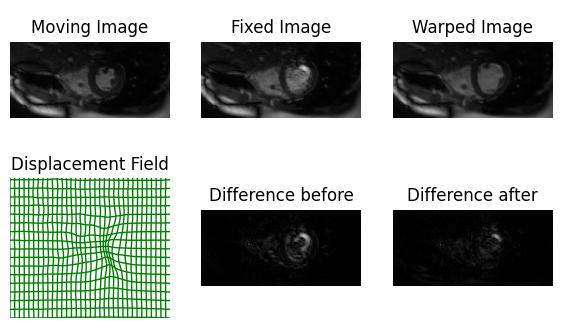 Moving Image
Fixed Image
Warped Image
Displacement Field
Difference before
Difference after